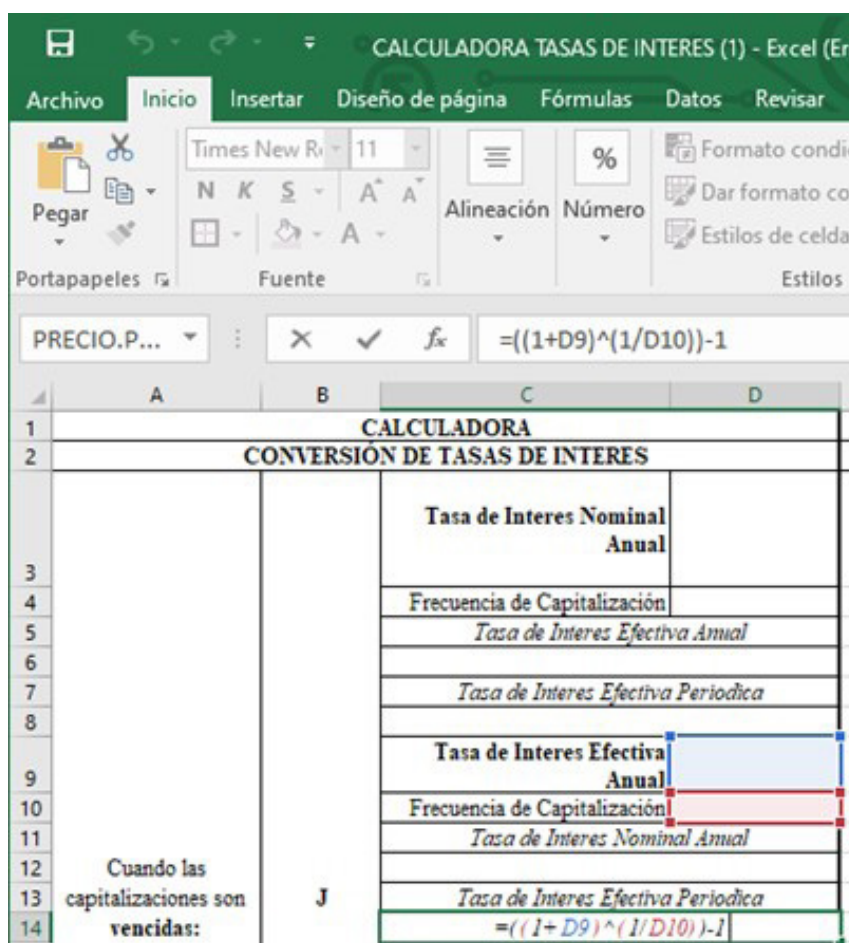 CALCULADORA TASAS DE INTERES (1) - Excel (Er
Archivo Inicio Insertar Diseño de página Fórmulas Datos Revisar
Times New R 11
Formato condi
Pegar N K S A A Alineación Número Dar formato co
Estilos de celda
Portapapeles Fuente Estilos
PRECIO.P... fx =((1+D9)^(1/D10))-1
A B C D
1 CALCULADORA
2 CONVERSIÓN DE TASAS DE INTERES
Tasa de Interes Nominal
3 Anual
4 Frecuencia de Capitalización
5 Tasa de Interes Efectiva Anual
6
7 Tasa de Interes Efectiva Periodica
8
Tasa de Interes Efectiva
9 Anual
10 Frecuencia de Capitalización
11 Tasa de Interes Nominal Anual
12 Cuando las
13 capitalizaciones son J Tasa de Interes Efectiva Periodica
14 vencidas: =((1+D9)^(1/D10))-1